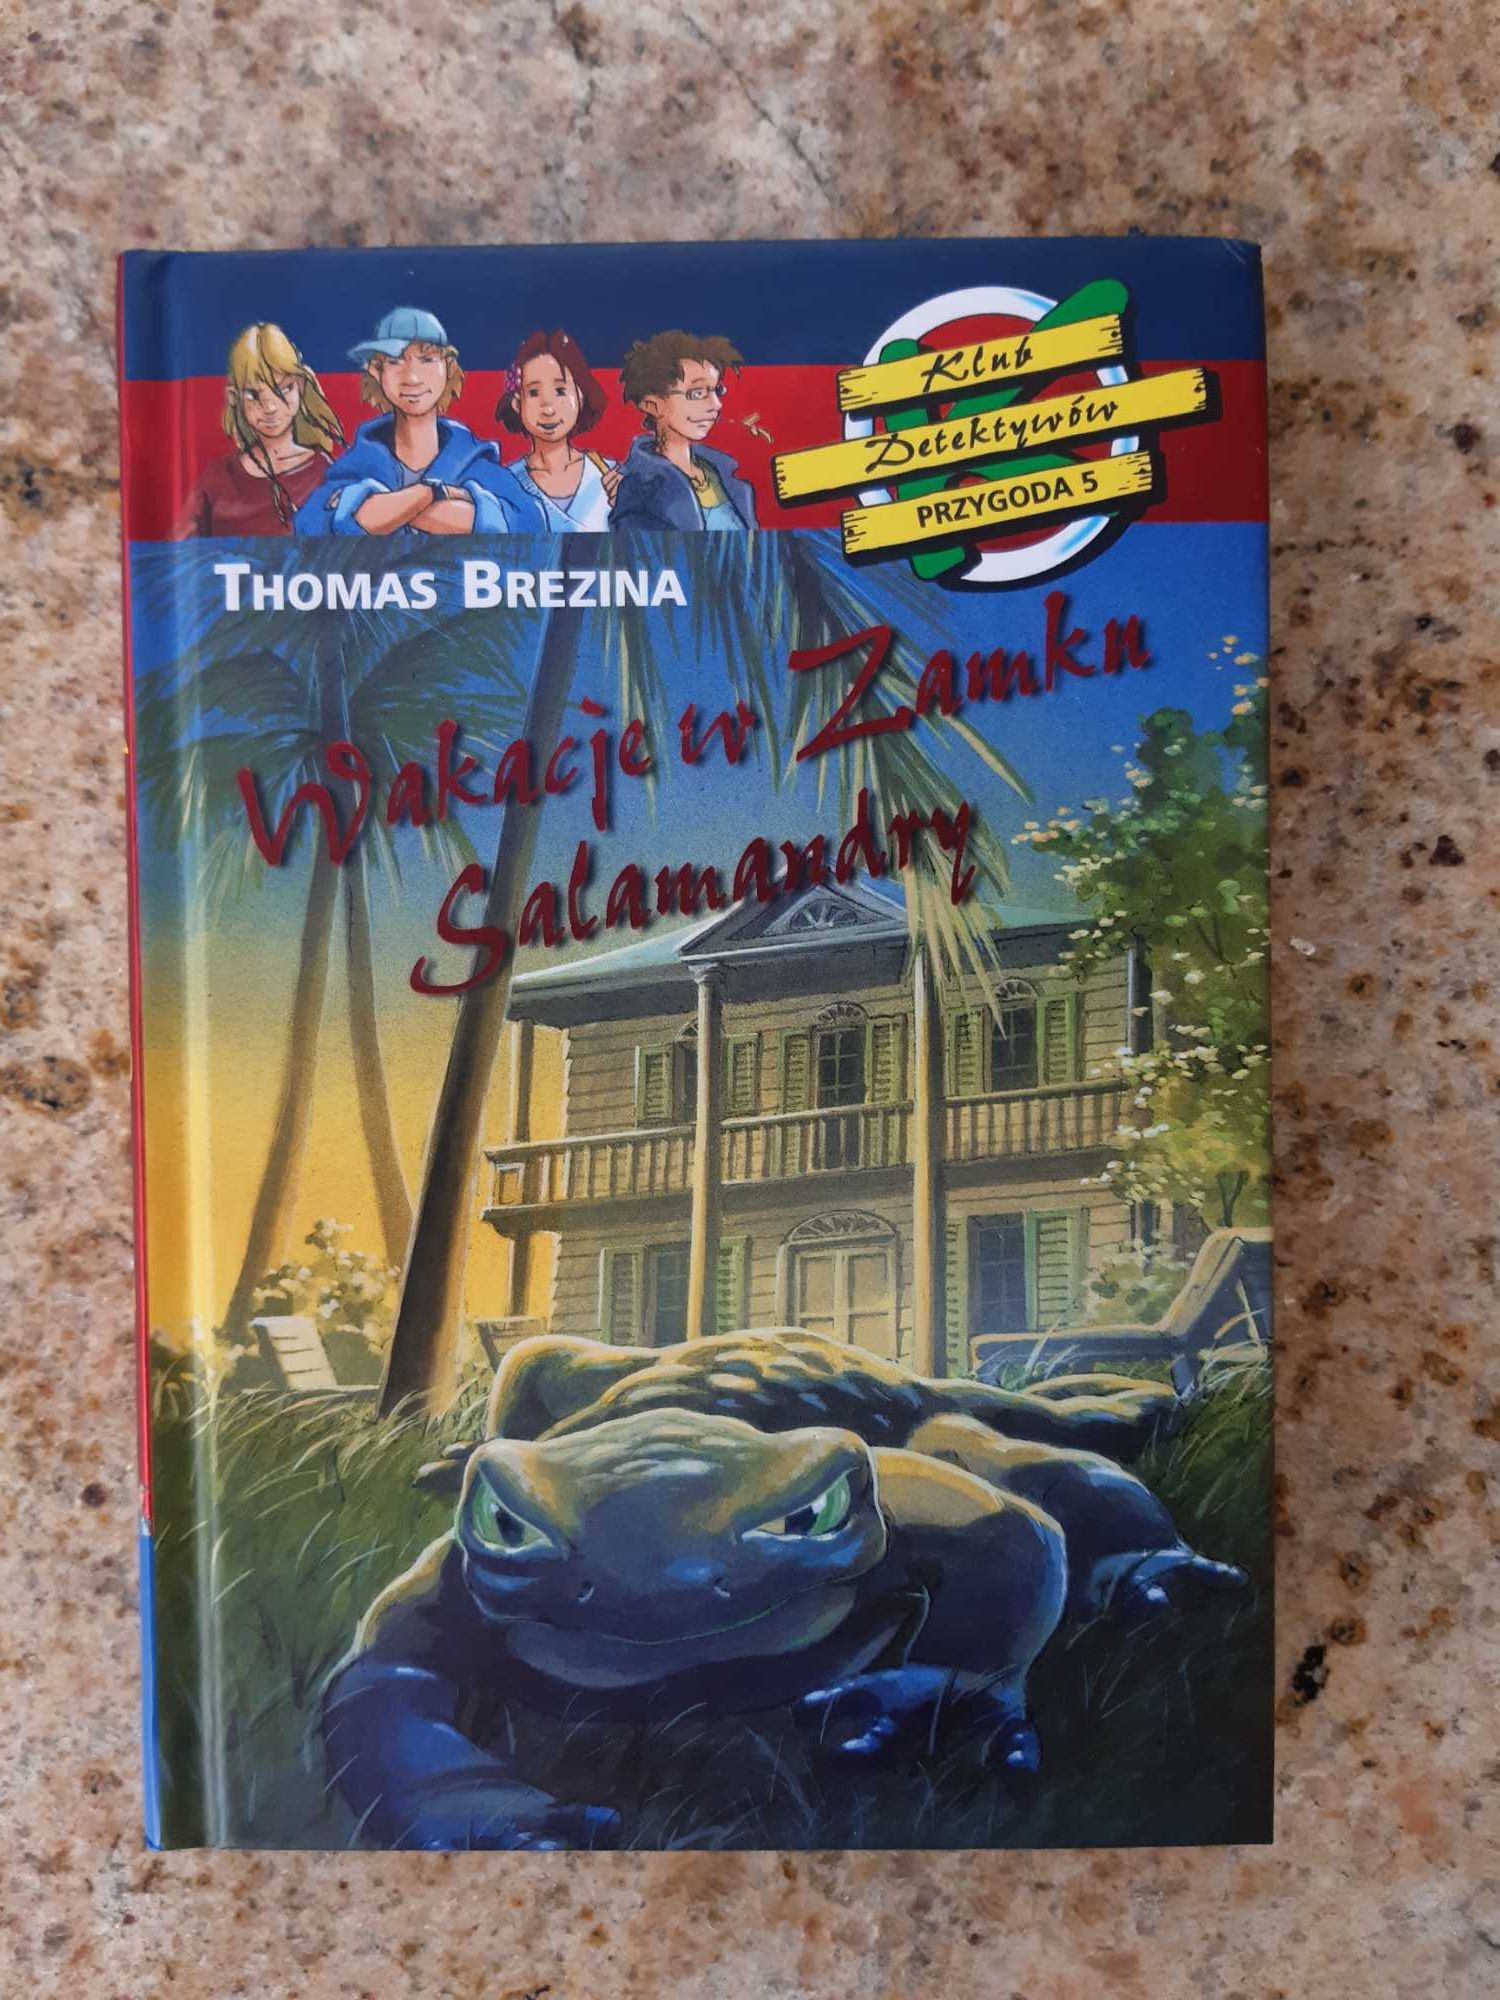 Klub
Detektywów
PRZYGODA 5
THOMAS BREZINA
Wakacje w Zamku
Salamandry